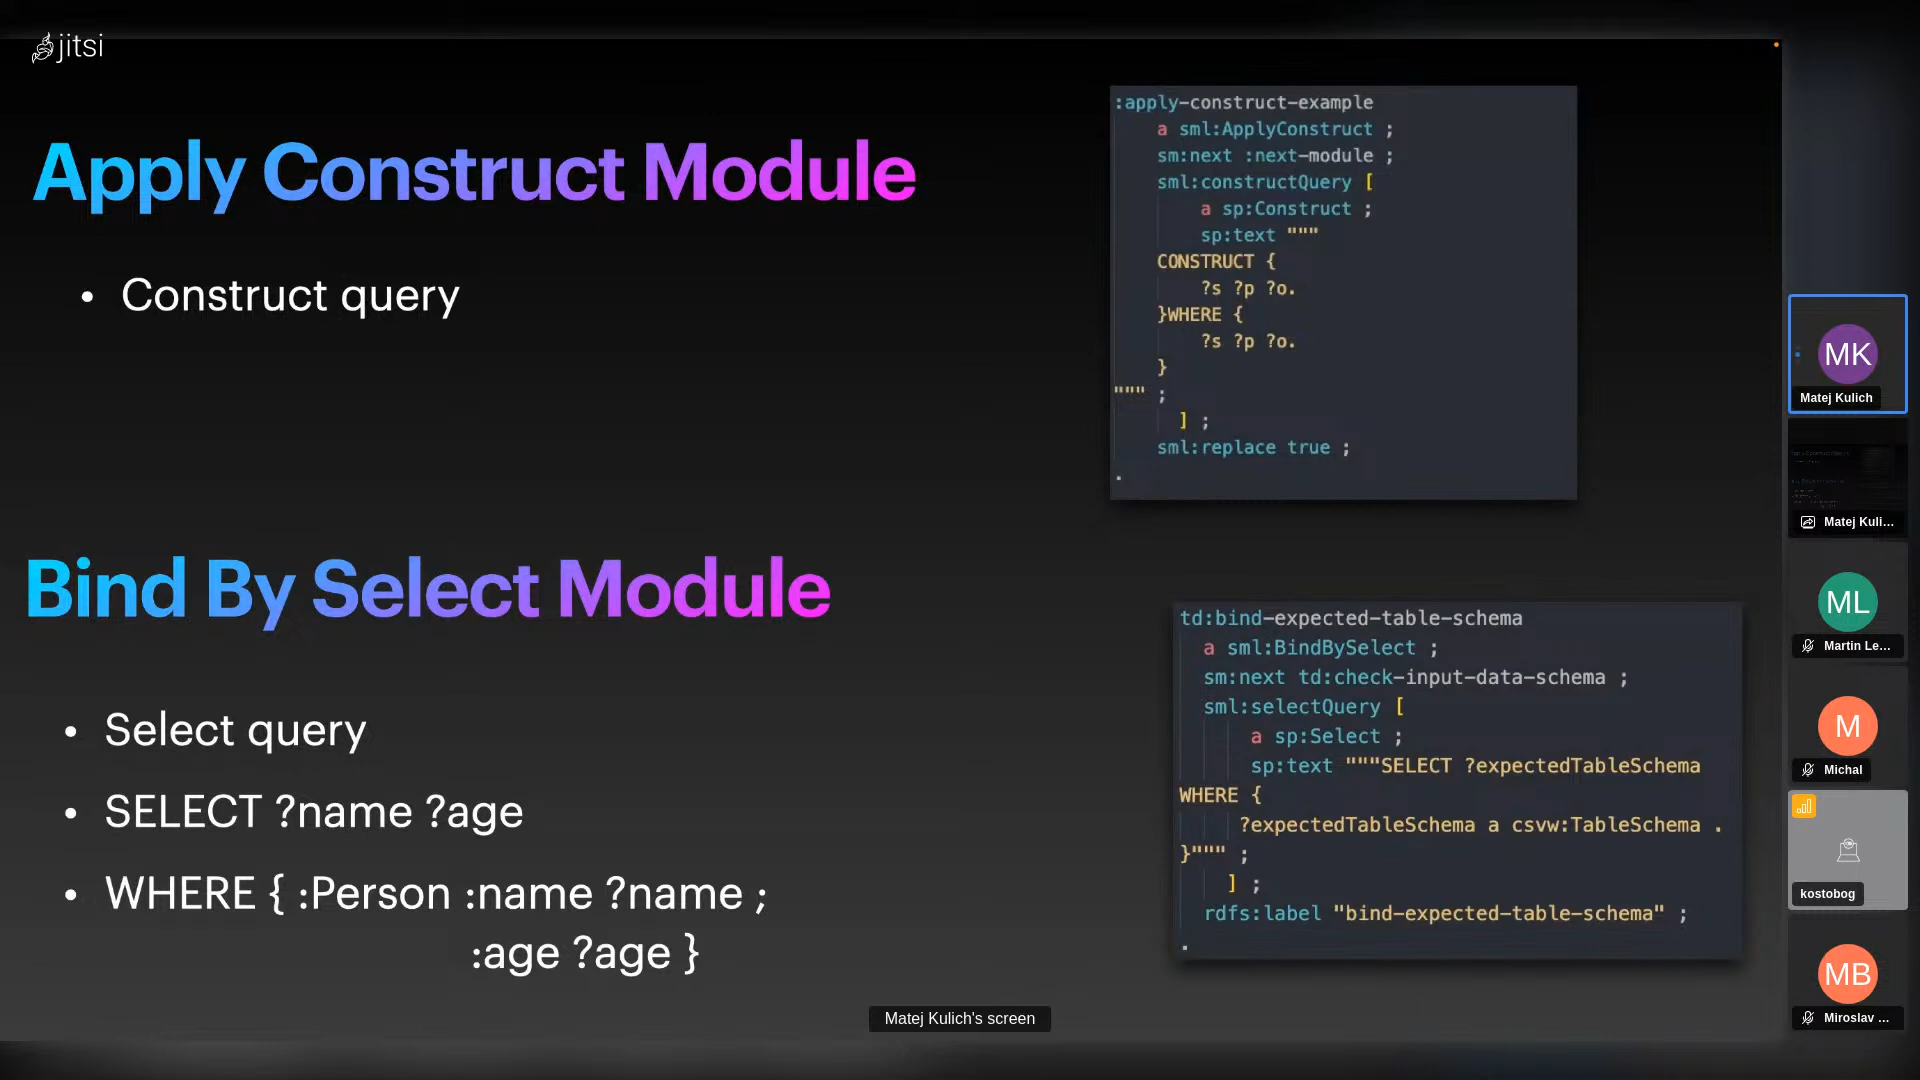 jitsi
Apply Construct Module
• Construct query
:apply-construct-example
a sml:ApplyConstruct ;
sm:next :next-module ;
sml:constructQuery [
a sp:Construct ;
sp:text """
CONSTRUCT {
?s ?p ?o.
}WHERE {
?s ?p ?o.
}
""" ;
] ;
sml:replace true ;
.
Bind By Select Module
• Select query
• SELECT ?name ?age
• WHERE { :Person :name ?name ;
:age ?age }
td:bind-expected-table-schema
a sml:BindBySelect ;
sm:next td:check-input-data-schema ;
sml:selectQuery [
a sp:Select ;
sp:text """SELECT ?expectedTableSchema
WHERE {
?expectedTableSchema a csvw:TableSchema .
}""" ;
] ;
rdfs:label "bind-expected-table-schema" ;
.
Matej Kulich's screen
MK
Matej Kulich
Matej Kuli...
ML
Martin Le...
M
Michal
kostobog
MB
Miroslav ...